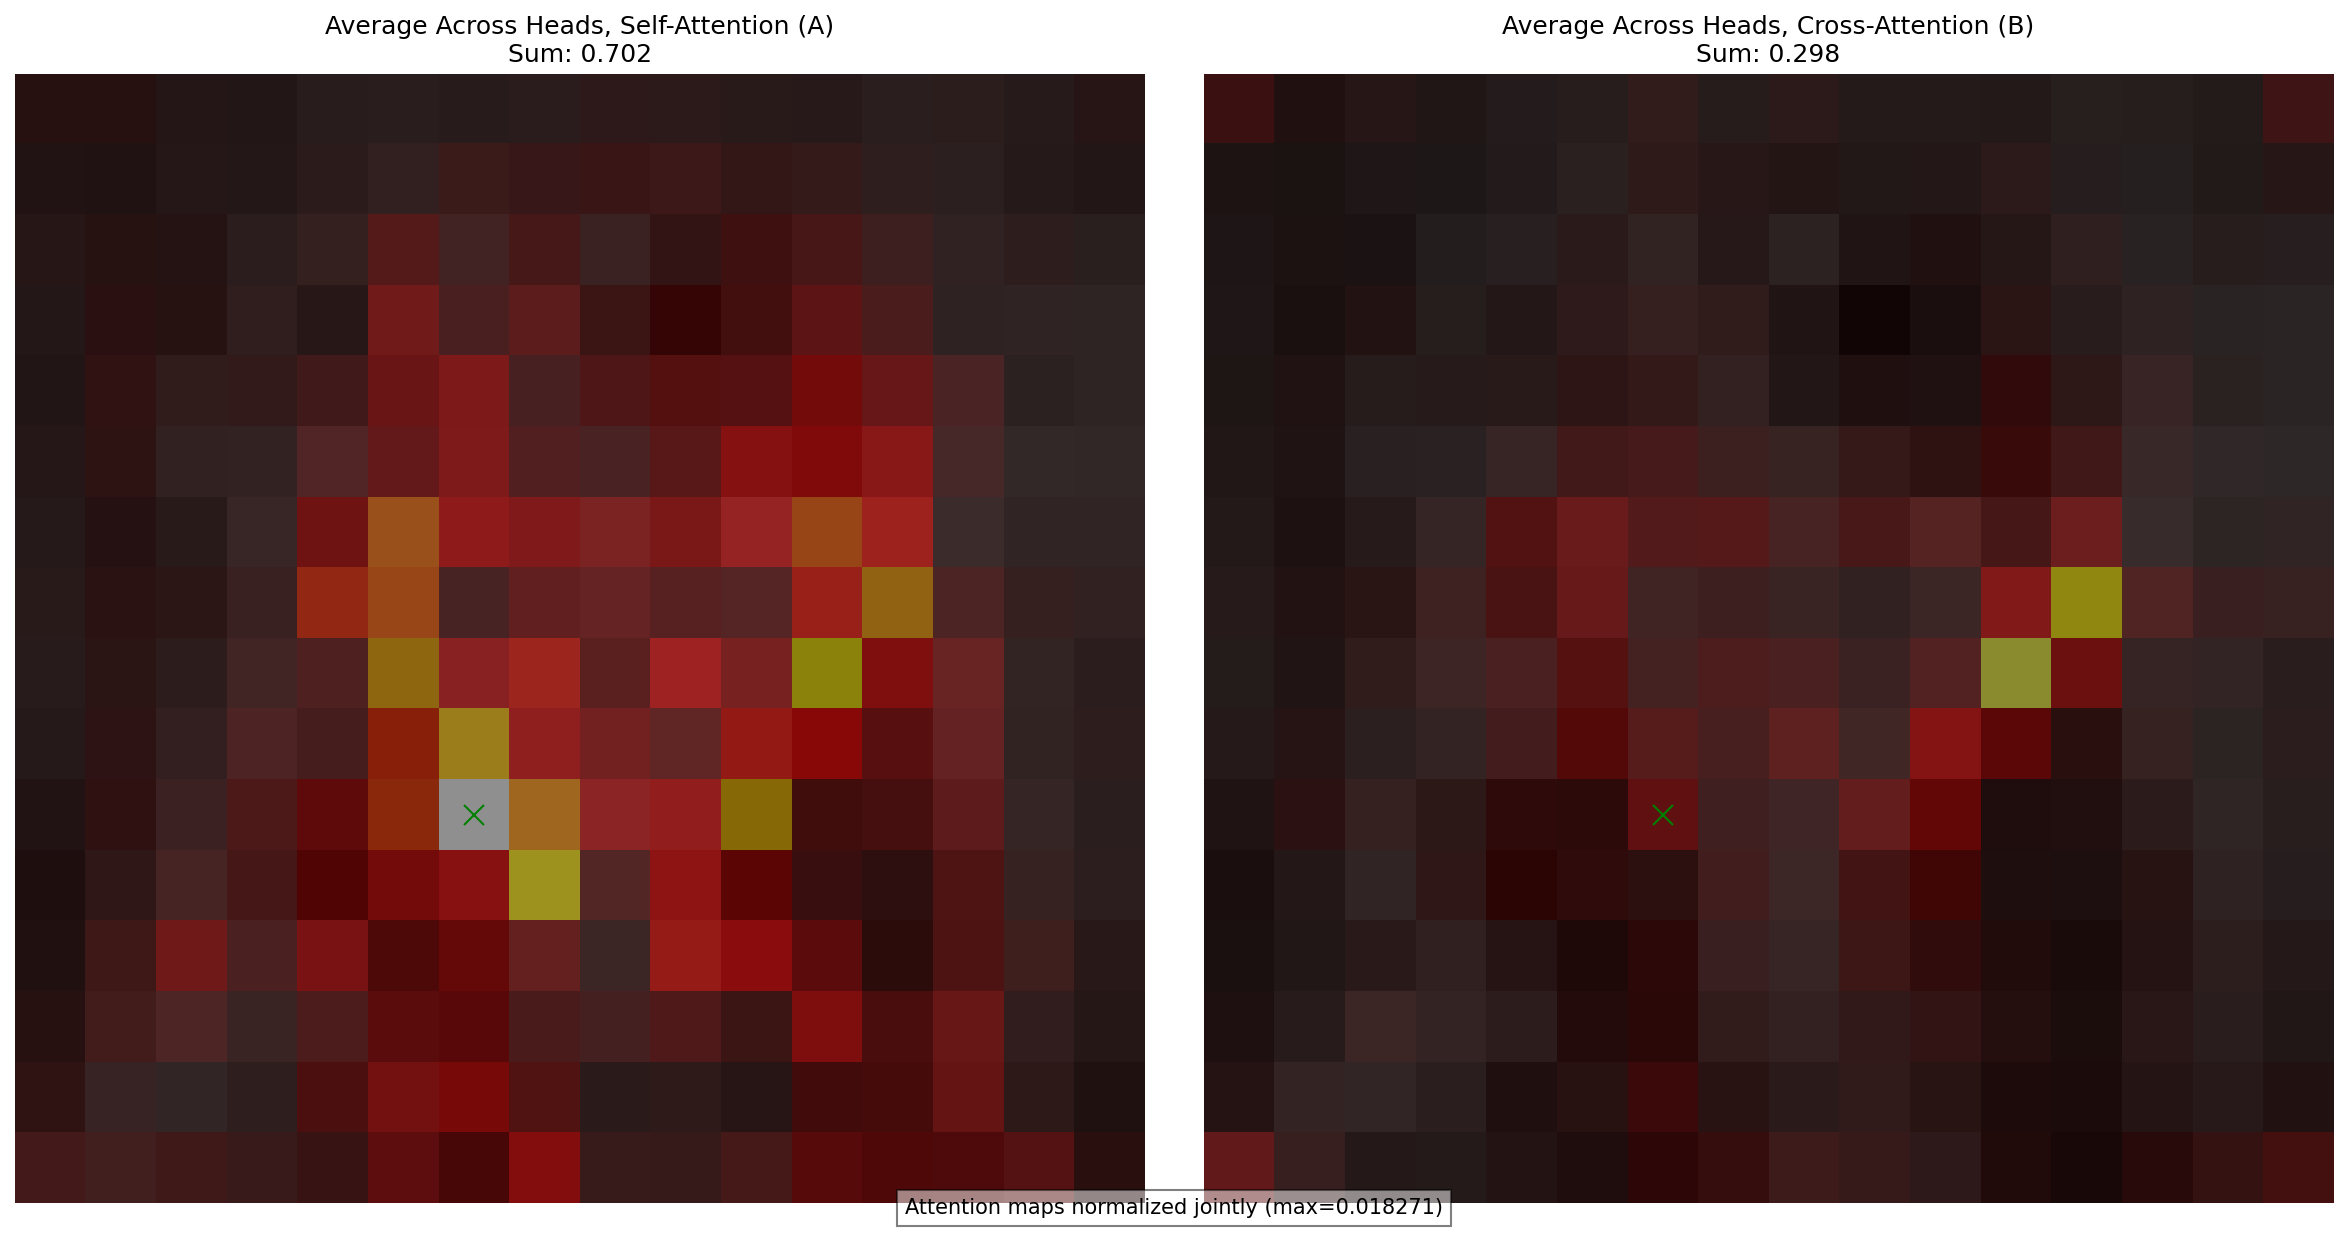 Average Across Heads, Self-Attention (A)
Sum: 0.702
Average Across Heads, Cross-Attention (B)
Sum: 0.298
Attention maps normalized jointly (max=0.018271)